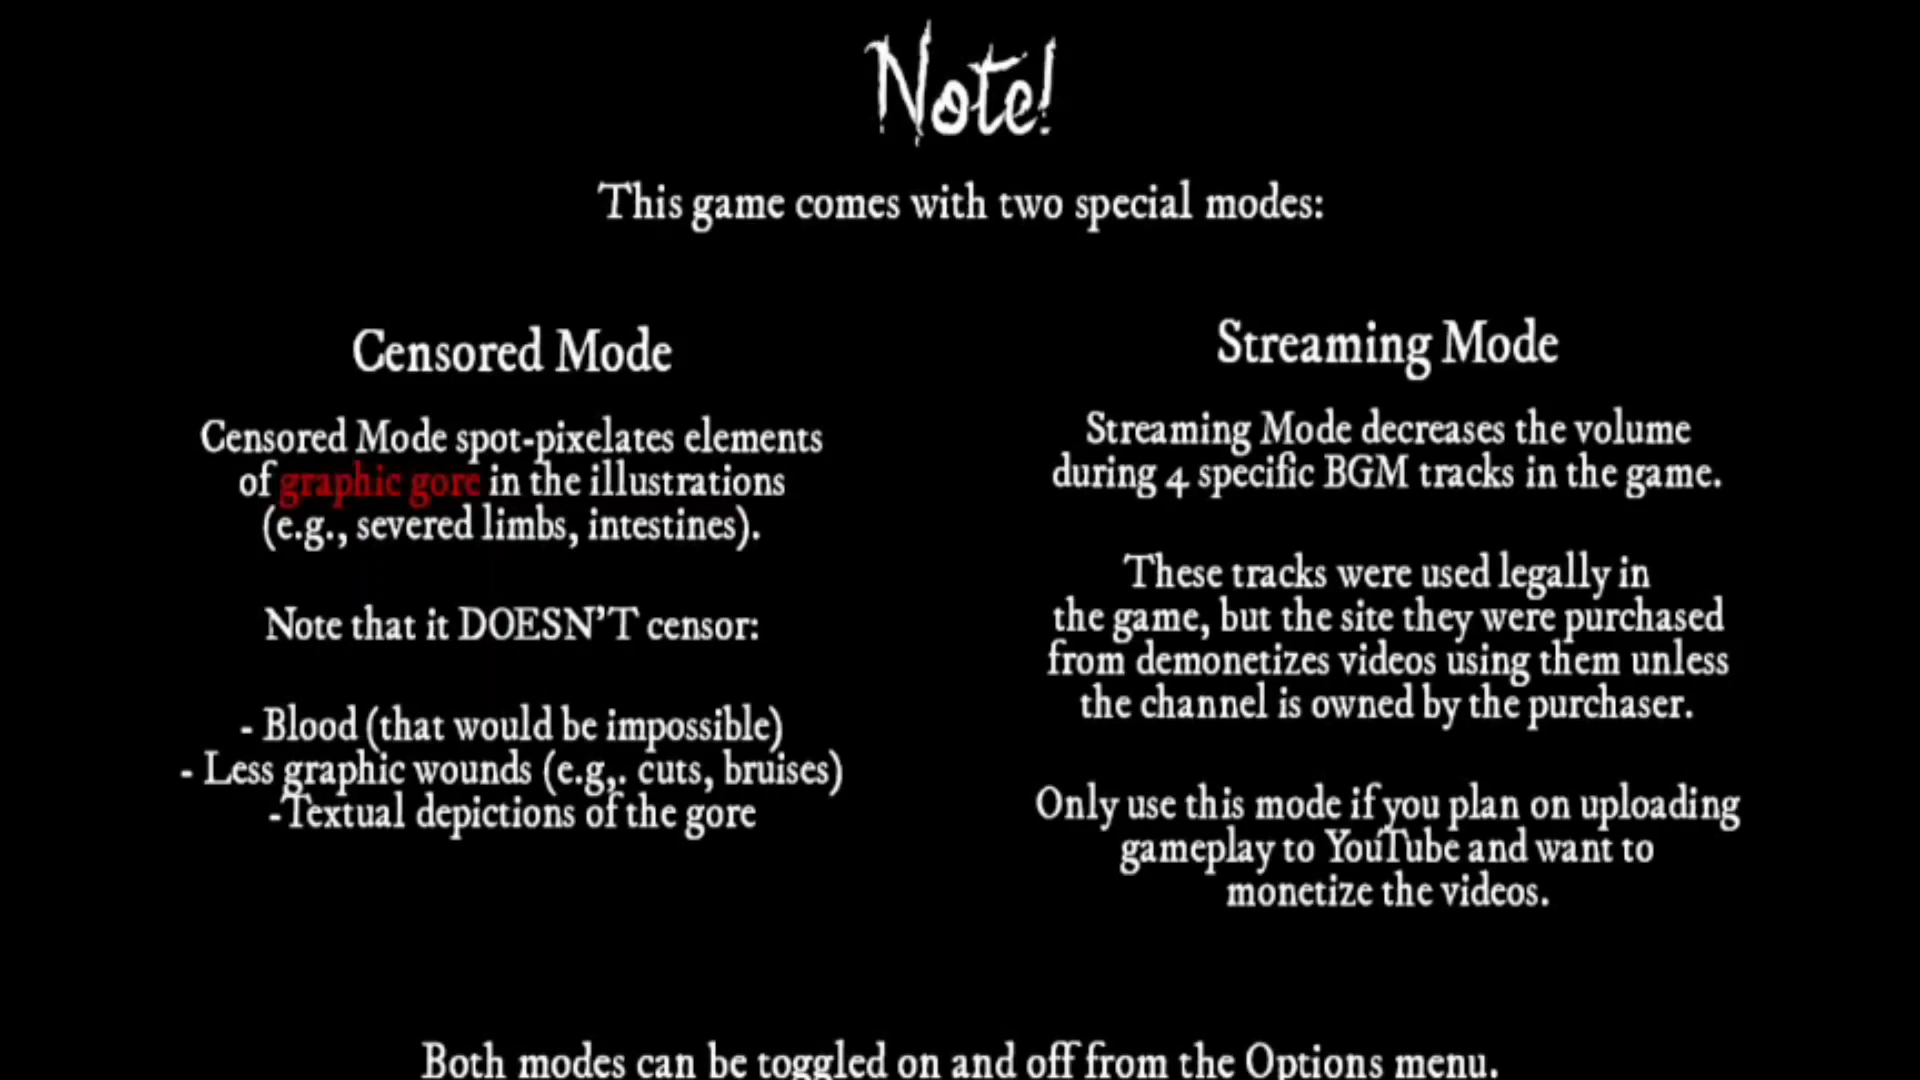 Note!
This game comes with two special modes:
Censored Mode
Censored Mode spot-pixelates elements
of graphic gore in the illustrations
(e.g., severed limbs, intestines).
Note that it DOESN'T censor:
- Blood (that would be impossible)
- Less graphic wounds (e.g,. cuts, bruises)
-Textual depictions of the gore
Streaming Mode
Streaming Mode decreases the volume
during 4 specific BGM tracks in the game.
These tracks were used legally in
the game, but the site they were purchased
from demonetizes videos using them unless
the channel is owned by the purchaser.
Only use this mode if you plan on uploading
gameplay to YouTube and want to
monetize the videos.
Both modes can be toggled on and off from the Options menu.